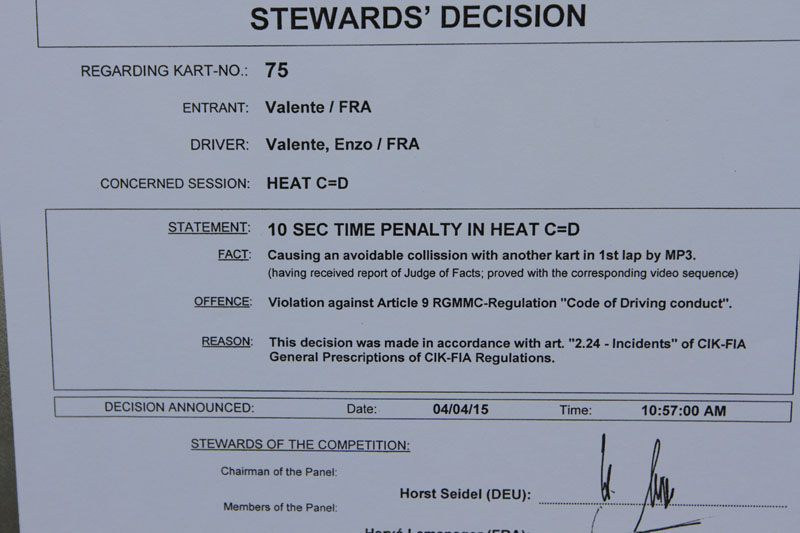 STEWARDS' DECISION
REGARDING KART-NO.: 75
ENTRANT: Valente / FRA
DRIVER: Valente, Enzo / FRA
CONCERNED SESSION: HEAT C=D
STATEMENT: 10 SEC TIME PENALTY IN HEAT C=D
FACT: Causing an avoidable collission with another kart in 1st lap by MP3.
(having received report of Judge of Facts; proved with the corresponding video sequence)
OFFENCE: Violation against Article 9 RGMMC-Regulation "Code of Driving conduct".
REASON: This decision was made in accordance with art. "2.24 - Incidents" of CIK-FIA
General Prescriptions of CIK-FIA Regulations.
DECISION ANNOUNCED: Date: 04/04/15 Time: 10:57:00 AM
STEWARDS OF THE COMPETITION:
Chairman of the Panel:
Horst Seidel (DEU):
Members of the Panel: